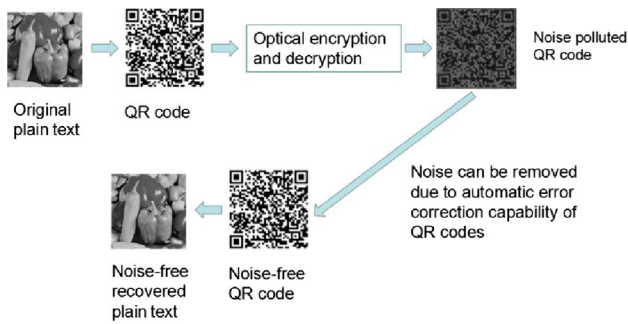 Original
plain text
QR code
Optical encryption
and decryption
Noise polluted
QR code
Noise can be removed
due to automatic error
correction capability of
QR codes
Noise-free
QR code
Noise-free
recovered
plain text